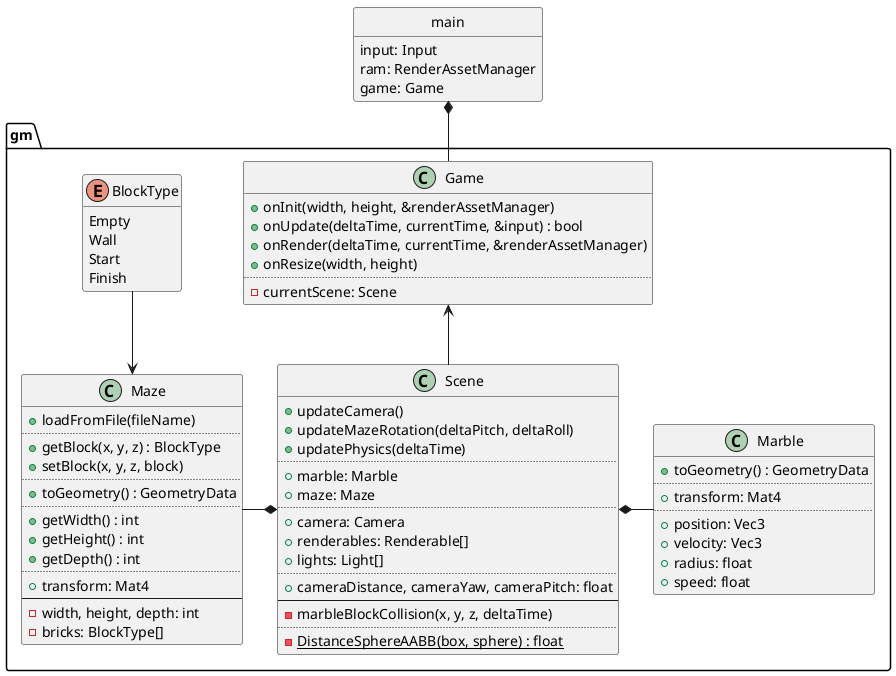 main
input: Input
ram: RenderAssetManager
game: Game
gm
E BlockType
Empty
Wall
Start
Finish
C Game
onInit(width, height, &renderAssetManager)
onUpdate(deltaTime, currentTime, &input) : bool
onRender(deltaTime, currentTime, &renderAssetManager)
onResize(width, height)
currentScene: Scene
C Maze
loadFromFile(fileName)
getBlock(x, y, z) : BlockType
setBlock(x, y, z, block)
toGeometry() : GeometryData
getWidth() : int
getHeight() : int
getDepth() : int
transform: Mat4
width, height, depth: int
bricks: BlockType[]
C Scene
updateCamera()
updateMazeRotation(deltaPitch, deltaRoll)
updatePhysics(deltaTime)
marble: Marble
maze: Maze
camera: Camera
renderables: Renderable[]
lights: Light[]
cameraDistance, cameraYaw, cameraPitch: float
marbleBlockCollision(x, y, z, deltaTime)
DistanceSphereAABB(box, sphere) : float
C Marble
toGeometry() : GeometryData
transform: Mat4
position: Vec3
velocity: Vec3
radius: float
speed: float